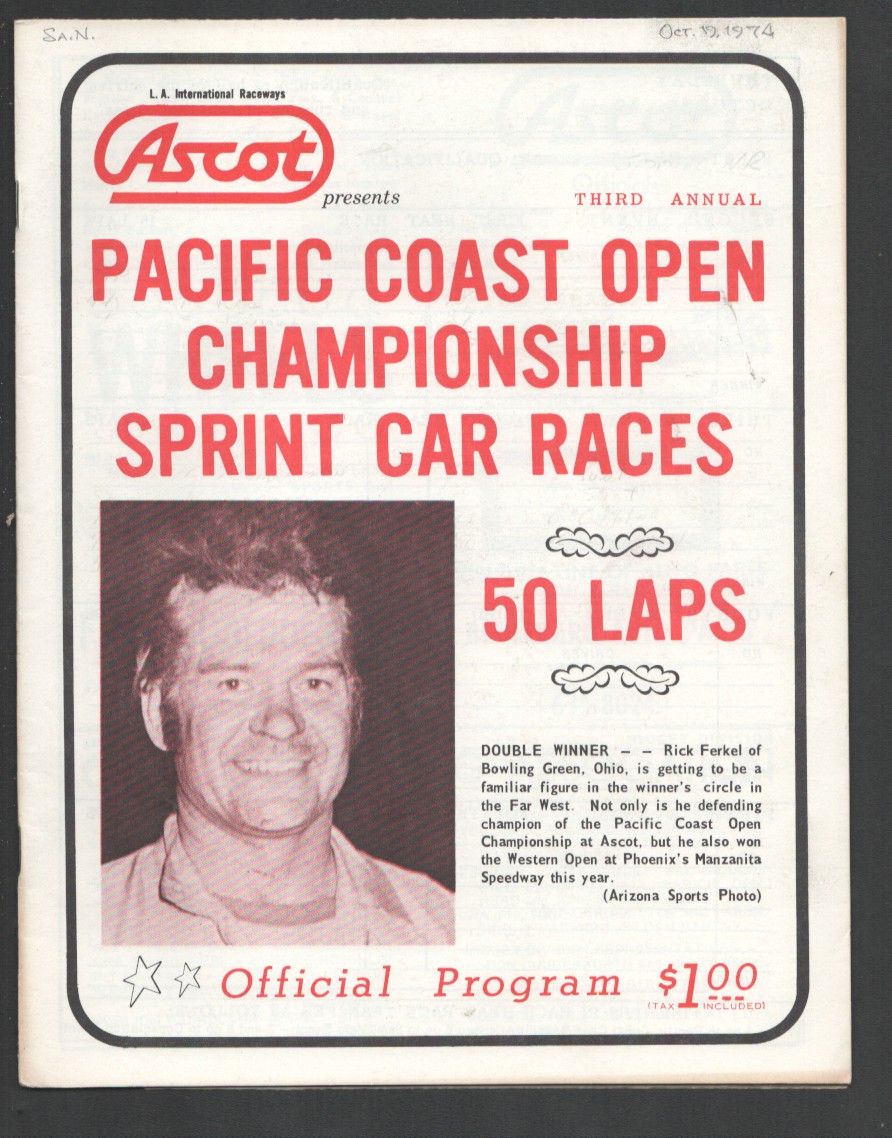 SA.N.
Oct. 19, 1974
L. A. International Raceways
Ascot
presents
THIRD ANNUAL
PACIFIC COAST OPEN
CHAMPIONSHIP
SPRINT CAR RACES
50 LAPS
DOUBLE WINNER – – Rick Ferkel of
Bowling Green, Ohio, is getting to be a
familiar figure in the winner's circle in
the Far West. Not only is he defending
champion of the Pacific Coast Open
Championship at Ascot, but he also won
the Western Open at Phoenix's Manzanita
Speedway this year.
(Arizona Sports Photo)
Official Program $1.00
(TAX INCLUDED)